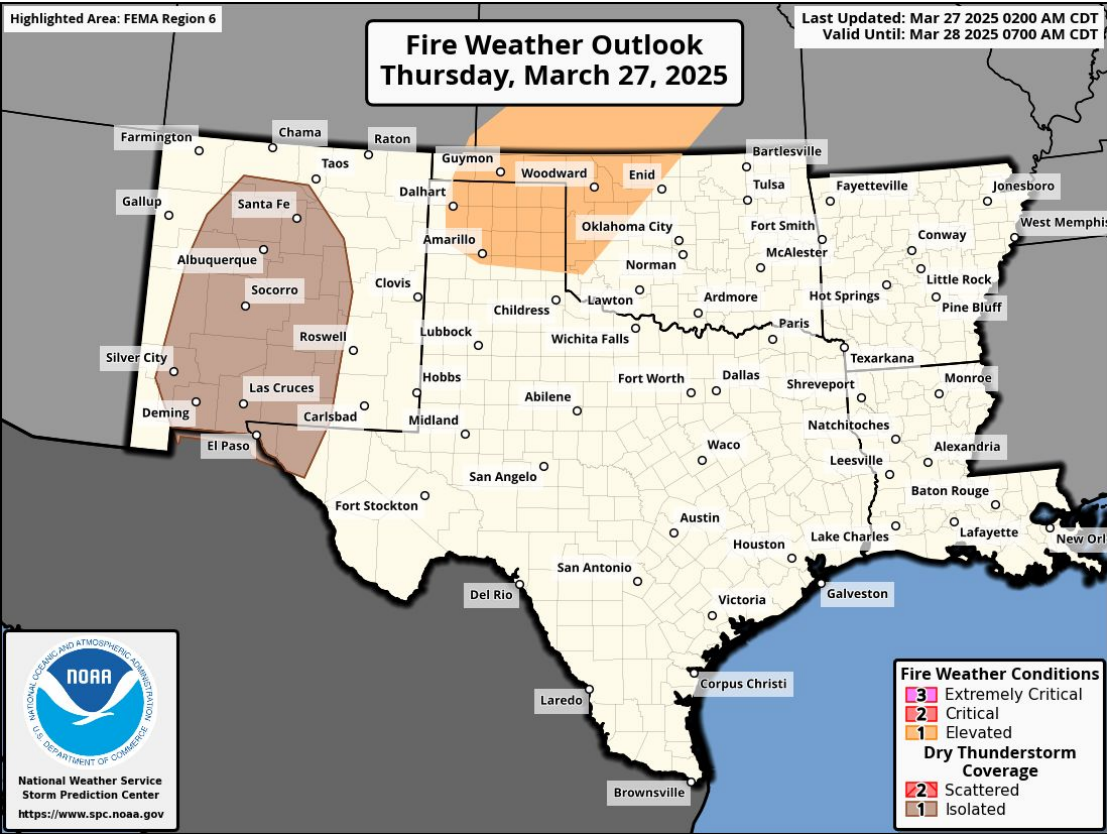 Highlighted Area: FEMA Region 6
Fire Weather Outlook
Thursday, March 27, 2025
Last Updated: Mar 27 2025 0200 AM CDT
Valid Until: Mar 28 2025 0700 AM CDT
Farmington
Chama
Raton
Taos
Guymon
Woodward
Enid
Bartlesville
Tulsa
Fayetteville
Jonesboro
Gallup
Santa Fe
Dalhart
Oklahoma City
Fort Smith
West Memphis
Albuquerque
Amarillo
Norman
McAlester
Conway
Little Rock
Socorro
Clovis
Childress
Lawton
Ardmore
Hot Springs
Pine Bluff
Roswell
Lubbock
Wichita Falls
Paris
Texarkana
Silver City
Las Cruces
Hobbs
Abilene
Fort Worth
Dallas
Shreveport
Monroe
Deming
Carlsbad
Midland
Natchitoches
El Paso
San Angelo
Waco
Leesville
Alexandria
Fort Stockton
Austin
Baton Rouge
Houston
Lake Charles
Lafayette
New Orl
San Antonio
Del Rio
Victoria
Galveston
Laredo
Corpus Christi
Brownsville
NATIONAL OCEANIC AND ATMOSPHERIC ADMINISTRATION
NOAA
U.S. DEPARTMENT OF COMMERCE
National Weather Service
Storm Prediction Center
https://www.spc.noaa.gov
Fire Weather Conditions
3 Extremely Critical
2 Critical
1 Elevated
Dry Thunderstorm
Coverage
2 Scattered
1 Isolated